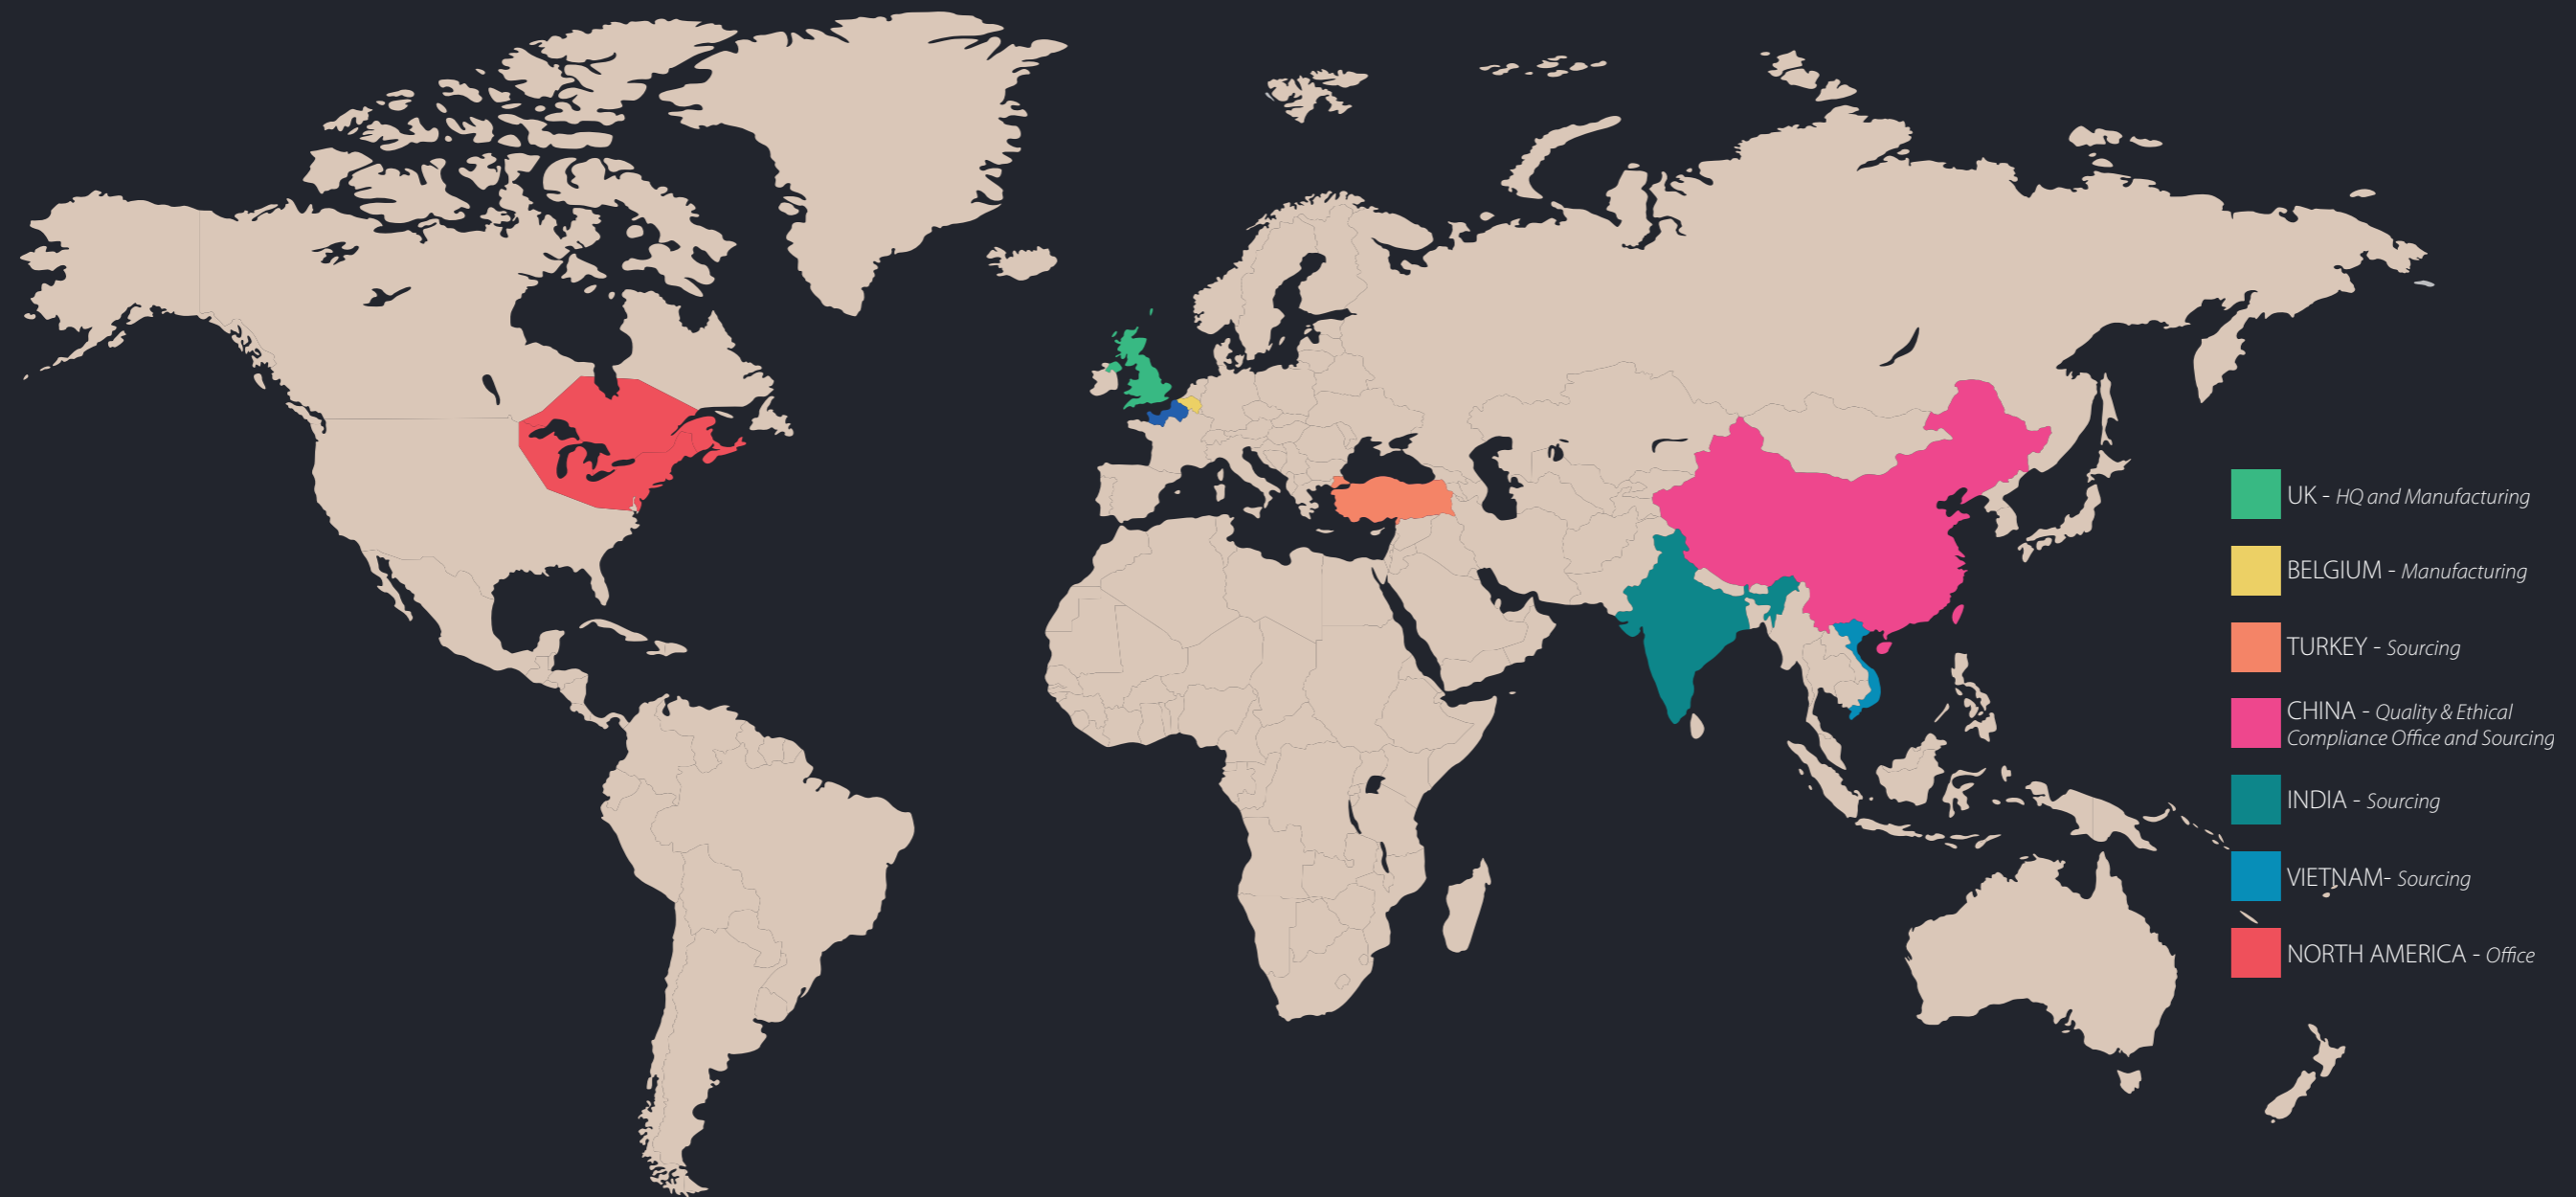 UK - HQ and Manufacturing
BELGIUM - Manufacturing
TURKEY - Sourcing
CHINA - Quality & Ethical
Compliance Office and Sourcing
INDIA - Sourcing
VIETNAM- Sourcing
NORTH AMERICA - Office